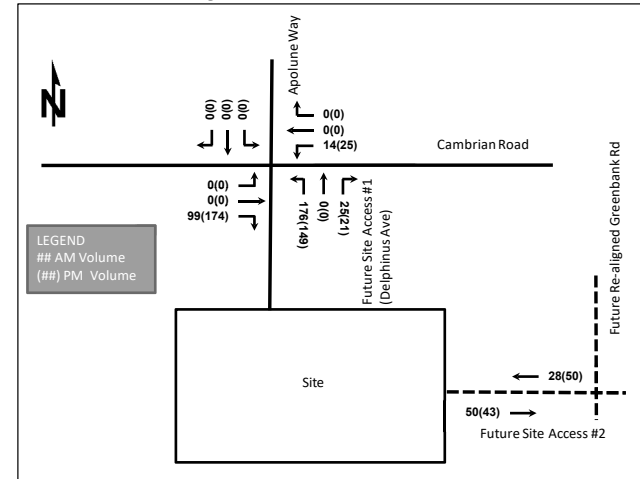 Apolune Way
N
0(0)
0(0)
0(0)
0(0)
0(0)
14(25)
Cambrian Road
0(0)
0(0)
99(174)
176(149)
0(0)
25(21)
Future Site Access #1
(Delphinus Ave)
LEGEND
## AM Volume
(##) PM Volume
Future Re-aligned Greenbank Rd
Site
28(50)
50(43)
Future Site Access #2